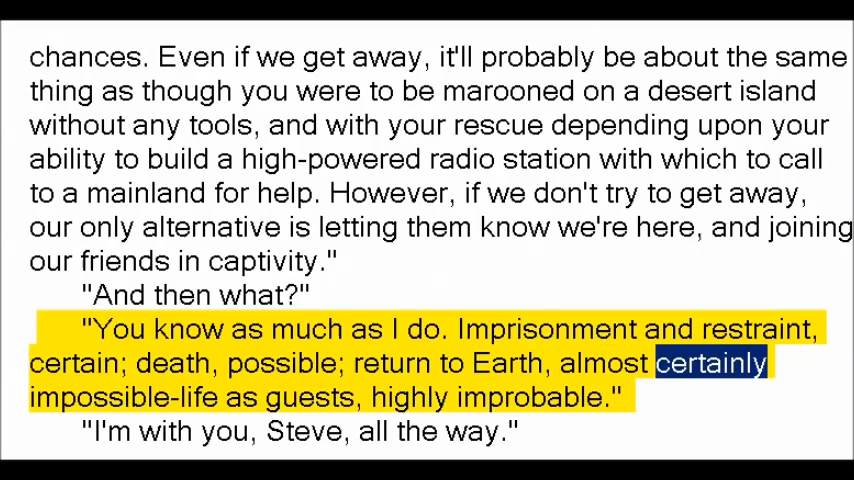 chances. Even if we get away, it'll probably be about the same
thing as though you were to be marooned on a desert island
without any tools, and with your rescue depending upon your
ability to build a high-powered radio station with which to call
to a mainland for help. However, if we don't try to get away,
our only alternative is letting them know we're here, and joining
our friends in captivity."
"And then what?"
"You know as much as I do. Imprisonment and restraint,
certain; death, possible; return to Earth, almost certainly
impossible-life as guests, highly improbable."
"I'm with you, Steve, all the way."